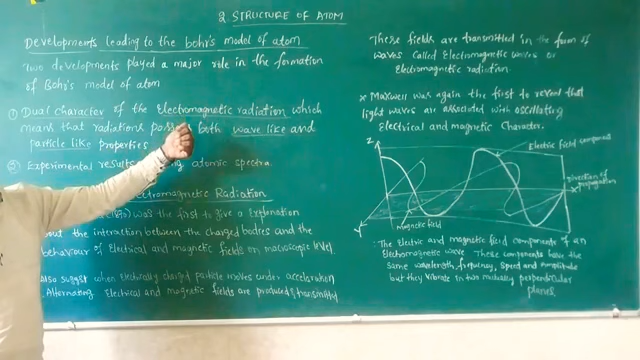 2 STRUCTURE OF ATOM
Developments leading to the bohr's model of atom
Two developments played a major role in the formation
of Bohr's model of atom
① Dual character of the Electromagnetic radiation which
means that radiations both wave like and
particle like properties
② Experimental results atomic spectra.
Electromagnetic Radiation
was the first to give a Explanation
the interaction between the charged bodies and the
behaviour of Electrical and magnetic fields on macroscopic level.
Also suggest when Electrically charged particle moves under acceleration
Alternating Electrical and magnetic fields are produced & transmitted
These fields are transmitted in the form of
waves called Electromagnetic waves or
Electromagnetic radiation.
* Maxwell was again the first to reveal that
light waves are associated with oscillating
Electrical and magnetic Character.
Z
Electric field component
Direction of
propagation
X
Y
magnetic field
: The Electric and magnetic field components of an
Electromagnetic wave These components have the
same wavelength, frequency, speed and amplitude
but they vibrate in two mutually perpendicular
planes.